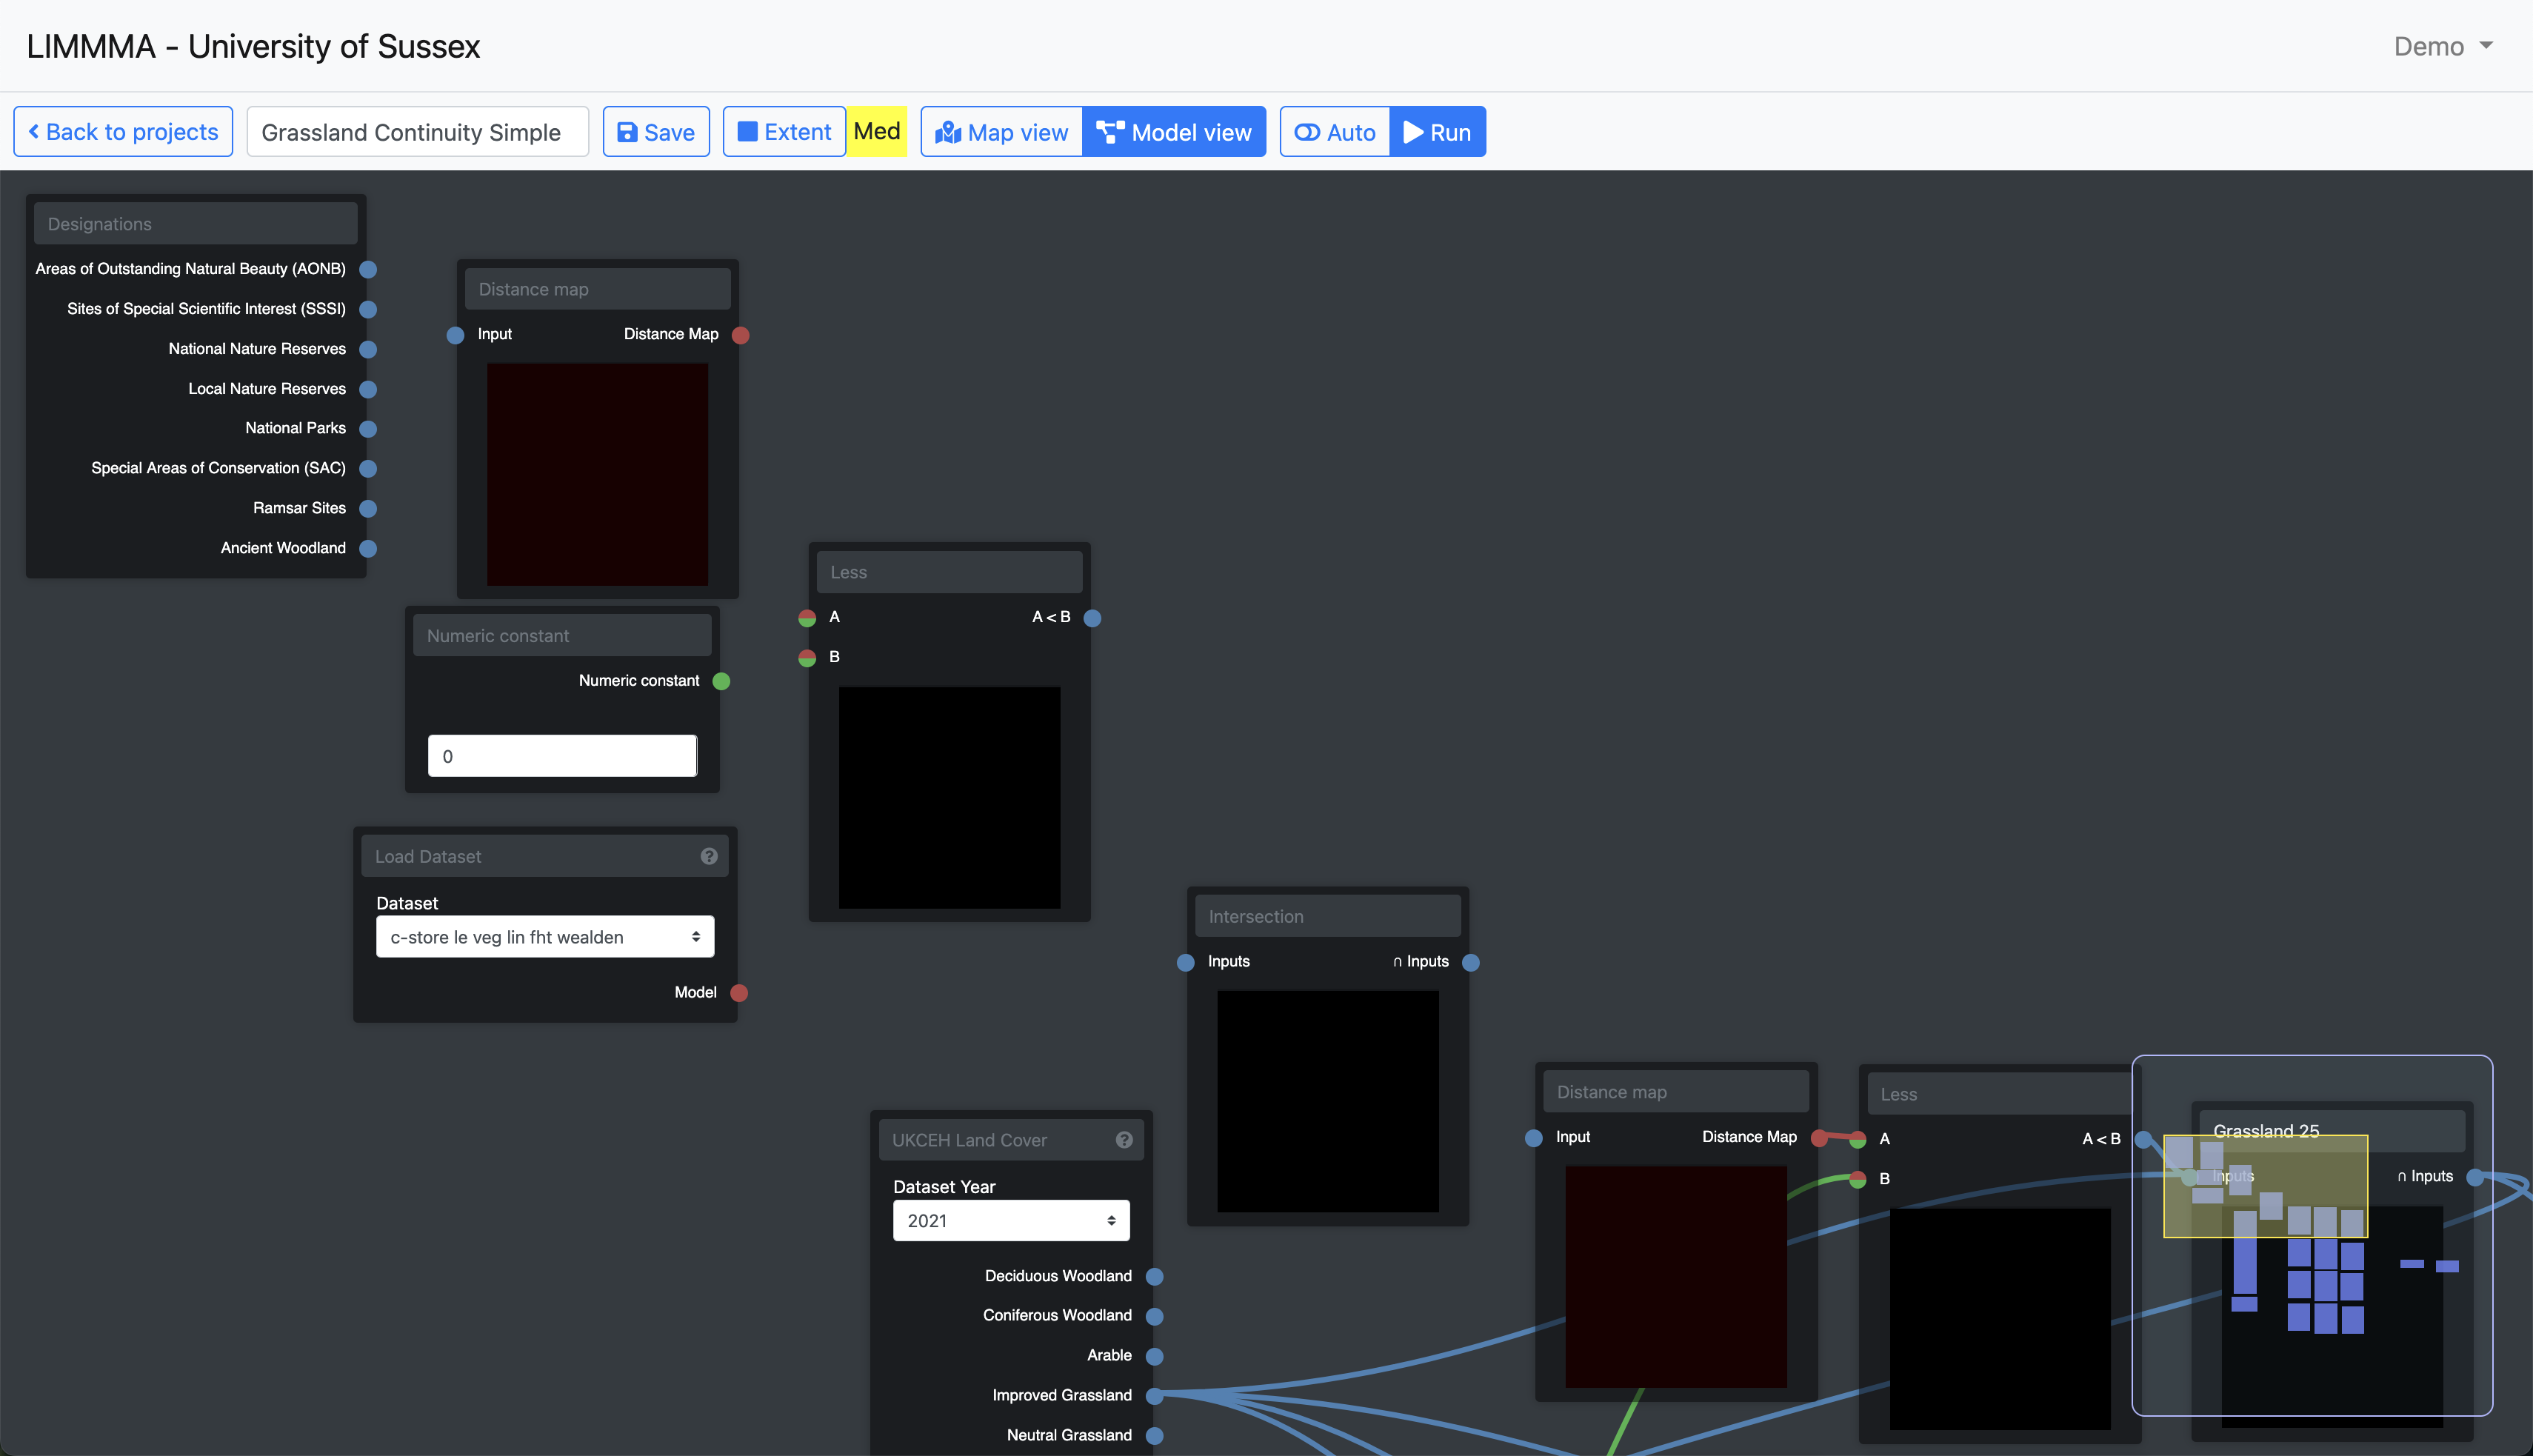 LIMMMA - University of Sussex
Demo
Back to projects
Grassland Continuity Simple
Save
Extent
Med
Map view
Model view
Auto
Run
Designations
Areas of Outstanding Natural Beauty (AONB)
Sites of Special Scientific Interest (SSSI)
National Nature Reserves
Local Nature Reserves
National Parks
Special Areas of Conservation (SAC)
Ramsar Sites
Ancient Woodland
Distance map
Input
Distance Map
Numeric constant
Numeric constant
0
Less
A
A < B
B
Load Dataset
Dataset
c-store le veg lin fht wealden
Model
Intersection
Inputs
∩ Inputs
UKCEH Land Cover
Dataset Year
2021
Deciduous Woodland
Coniferous Woodland
Arable
Improved Grassland
Neutral Grassland
Distance map
Input
Distance Map
Less
A
A < B
B
Grassland 25
Inputs
∩ Inputs